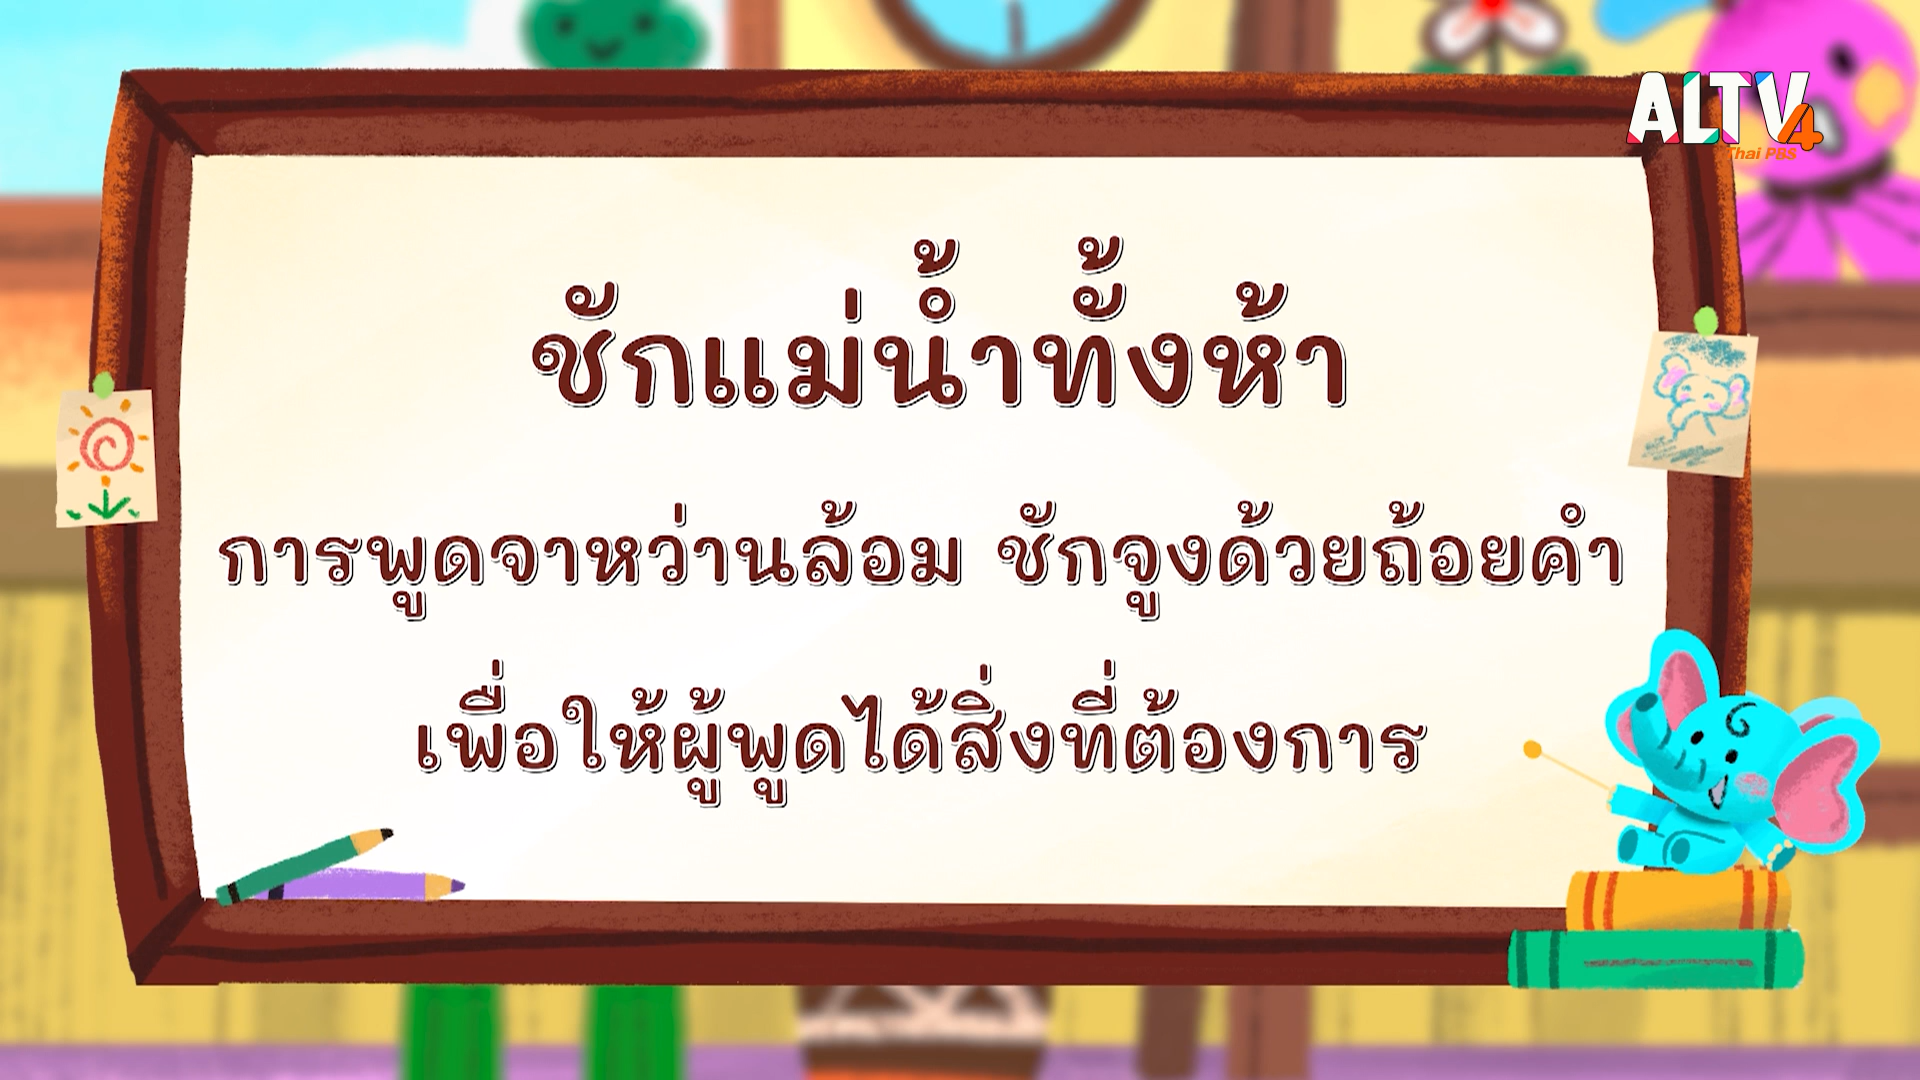 ALTV4
Thai PBS
ชักแม่น้ำทั้งห้า
การพูดจาหว่านล้อม ชักจูงด้วยถ้อยคำ
เพื่อให้ผู้พูดได้สิ่งที่ต้องการ